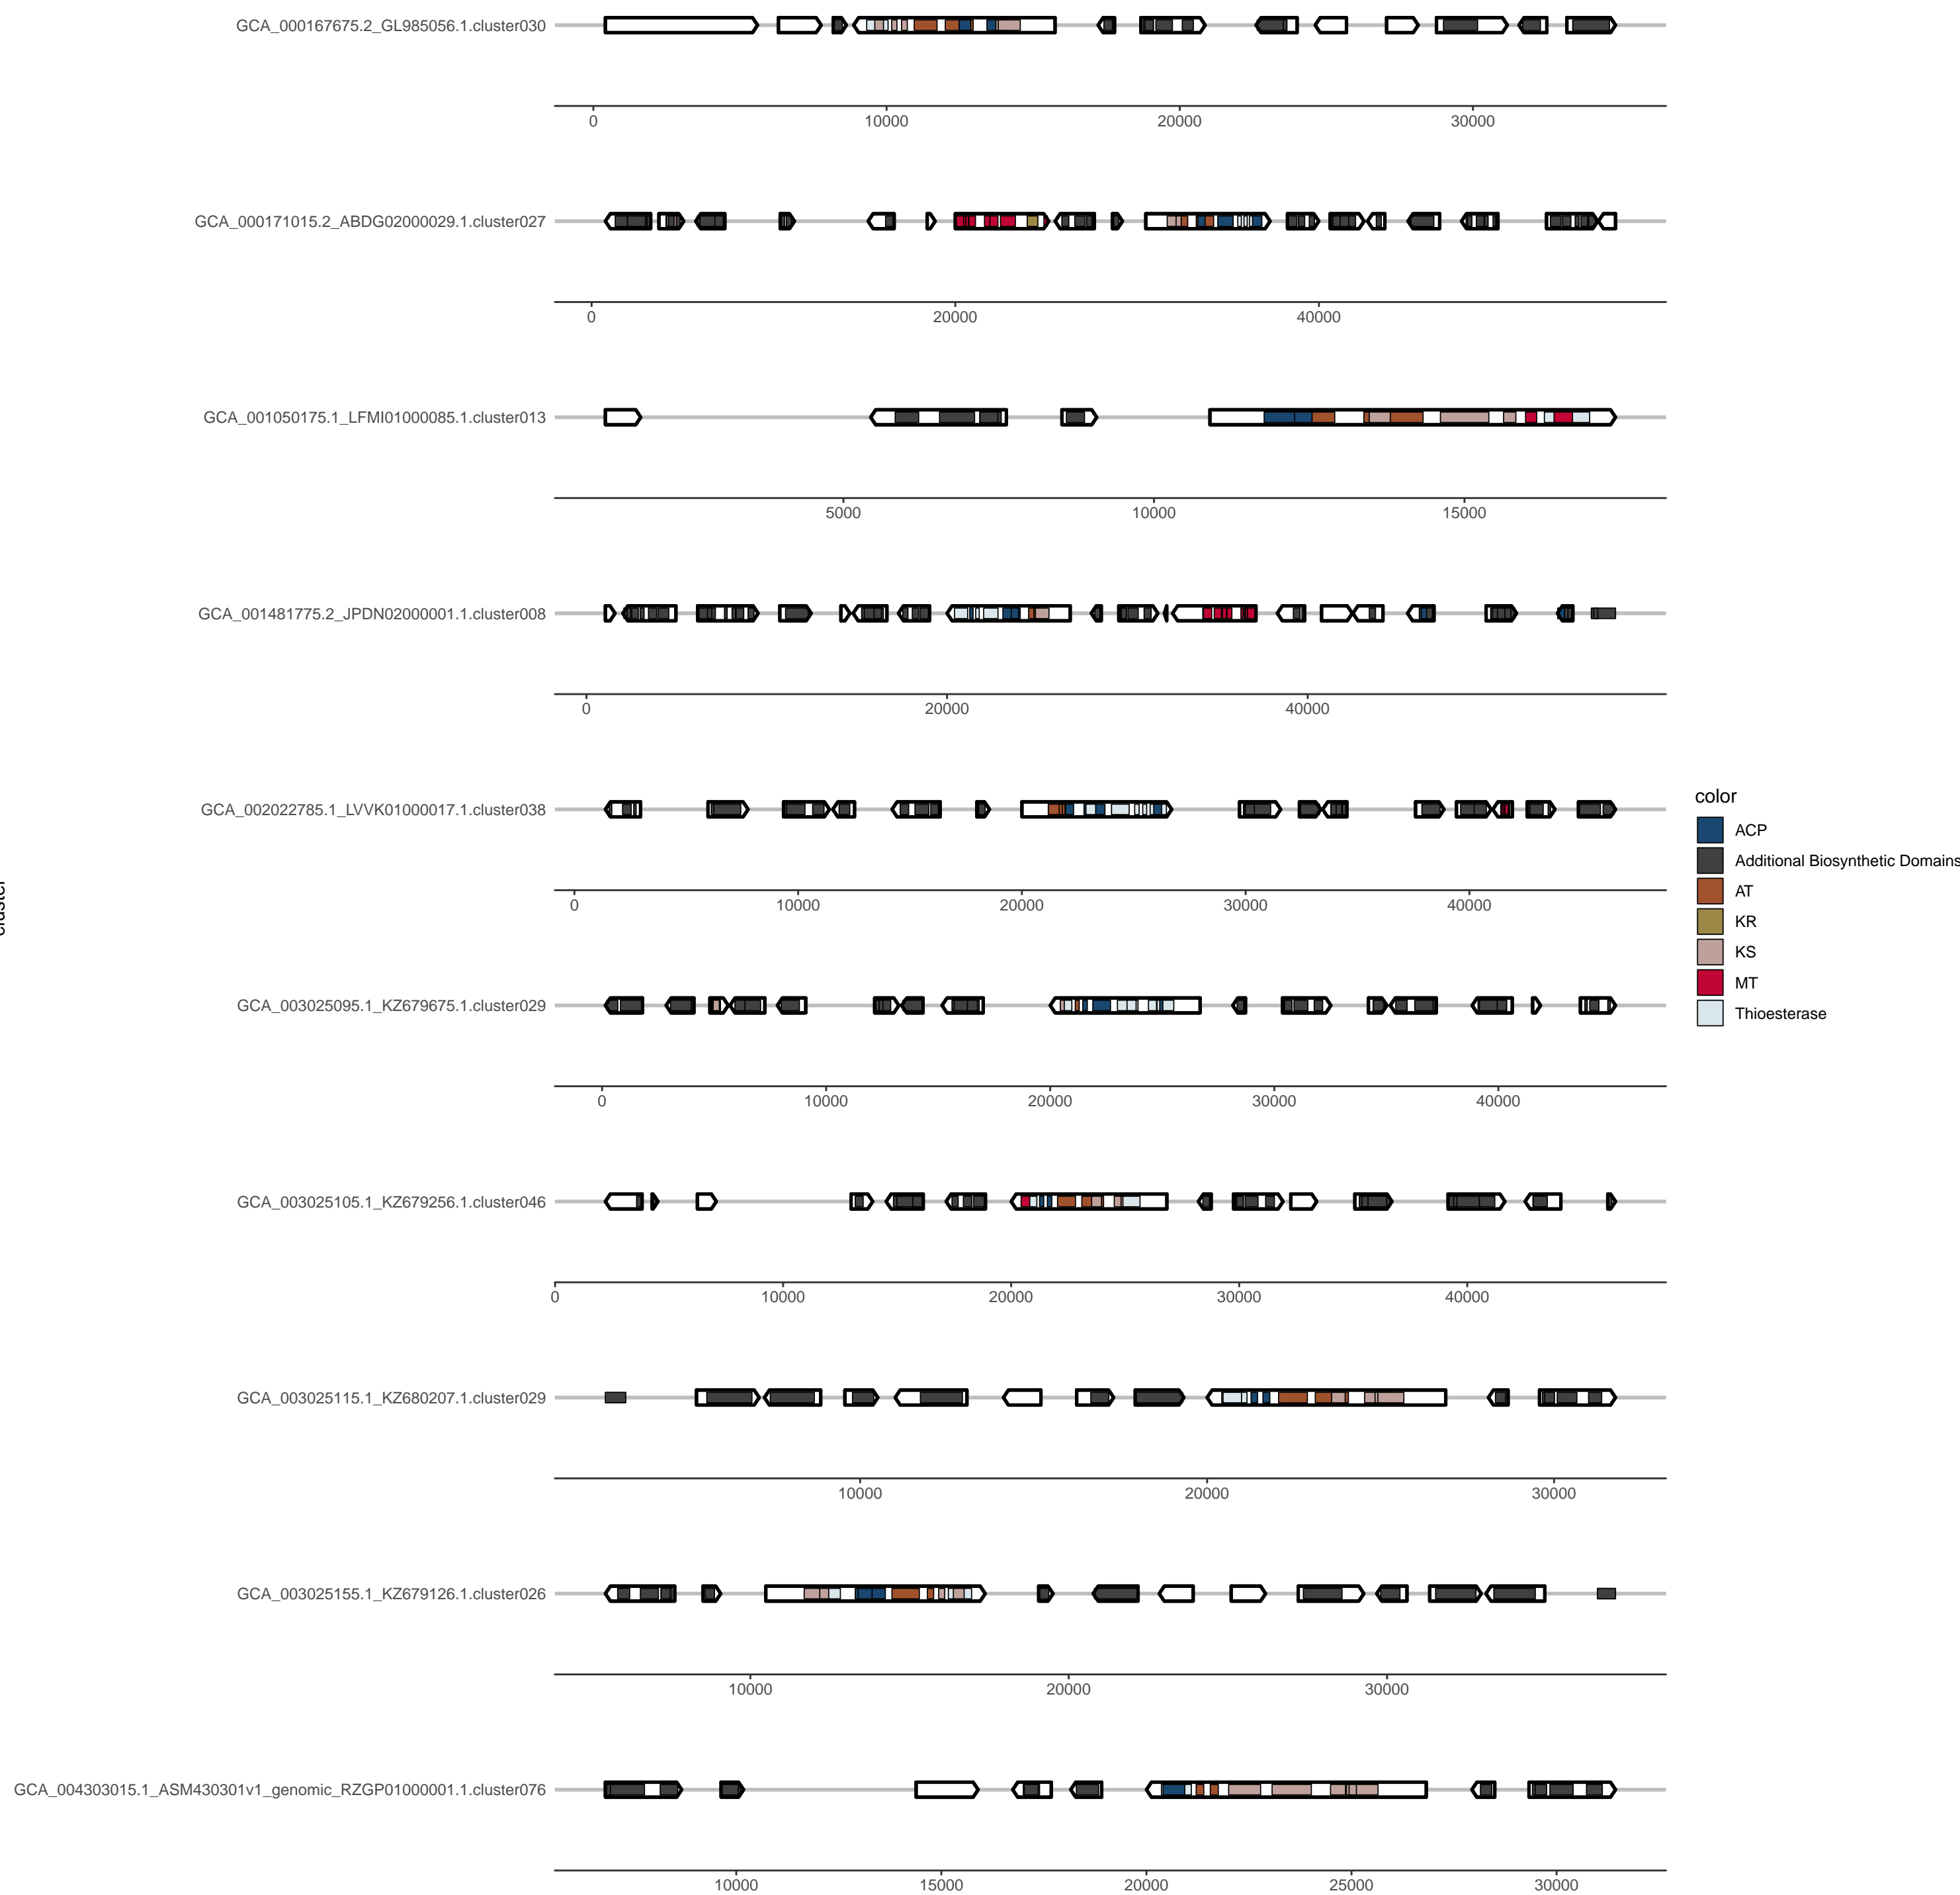 GCA_000167675.2_GL985056.1.cluster030
0 10000 20000 30000
GCA_000171015.2_ABDG02000029.1.cluster027
0 20000 40000
GCA_001050175.1_LFMI01000085.1.cluster013
5000 10000 15000
GCA_001481775.2_JPDN02000001.1.cluster008
0 20000 40000
GCA_002022785.1_LVVK01000017.1.cluster038
0 10000 20000 30000 40000
GCA_003025095.1_KZ679675.1.cluster029
0 10000 20000 30000 40000
GCA_003025105.1_KZ679256.1.cluster046
0 10000 20000 30000 40000
GCA_003025115.1_KZ680207.1.cluster029
10000 20000 30000
GCA_003025155.1_KZ679126.1.cluster026
10000 20000 30000
GCA_004303015.1_ASM430301v1_genomic_RZGP01000001.1.cluster076
10000 15000 20000 25000 30000
cluster
color
ACP
Additional Biosynthetic Domains
AT
KR
KS
MT
Thioesterase